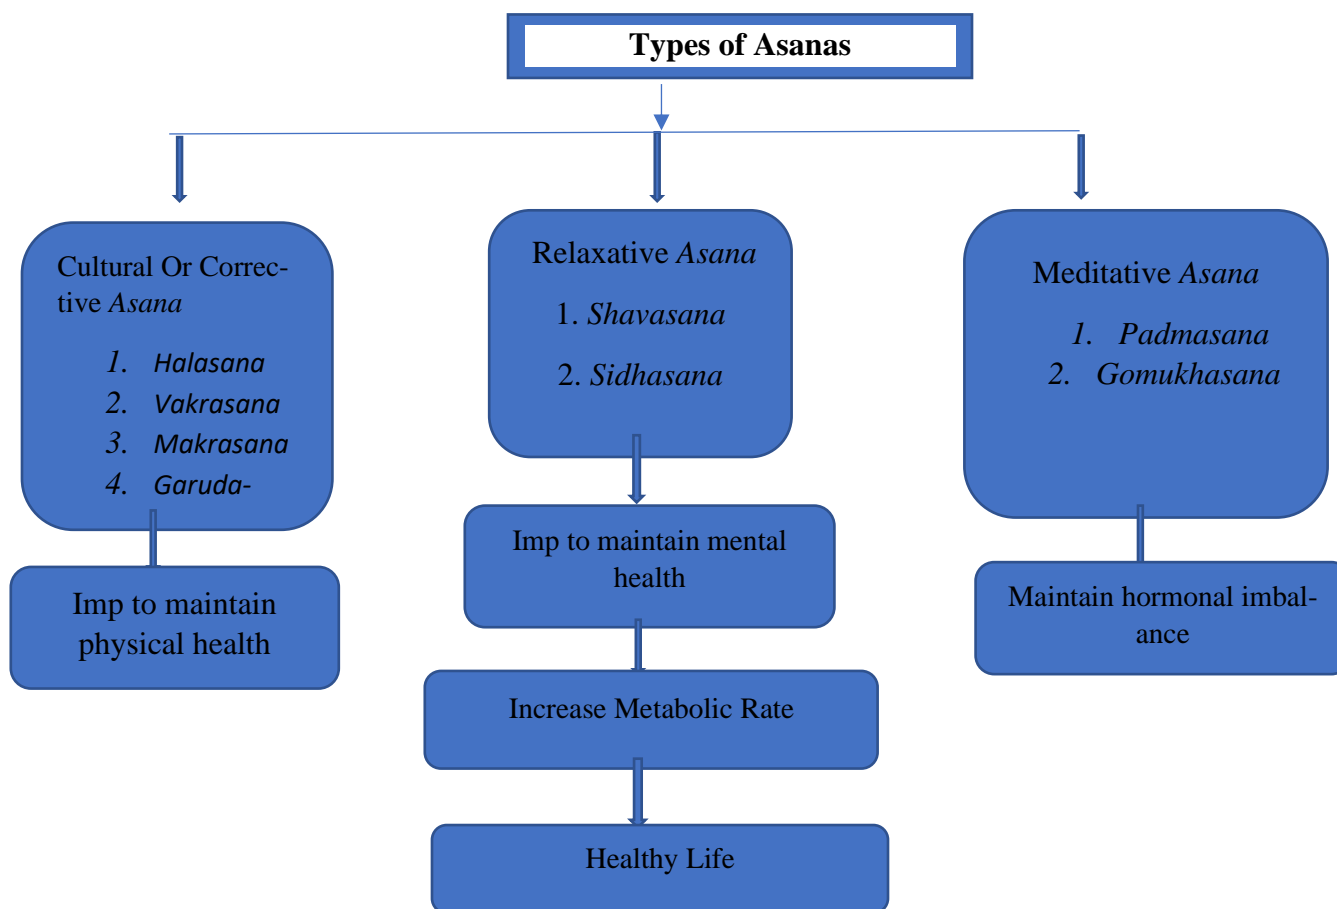 Types of Asanas
Cultural Or Correc-
tive Asana
1. Halasana
2. Vakrasana
3. Makrasana
4. Garuda-
Imp to maintain
physical health
Relaxative Asana
1. Shavasana
2. Sidhasana
Imp to maintain mental
health
Increase Metabolic Rate
Healthy Life
Meditative Asana
1. Padmasana
2. Gomukhasana
Maintain hormonal imbal-
ance